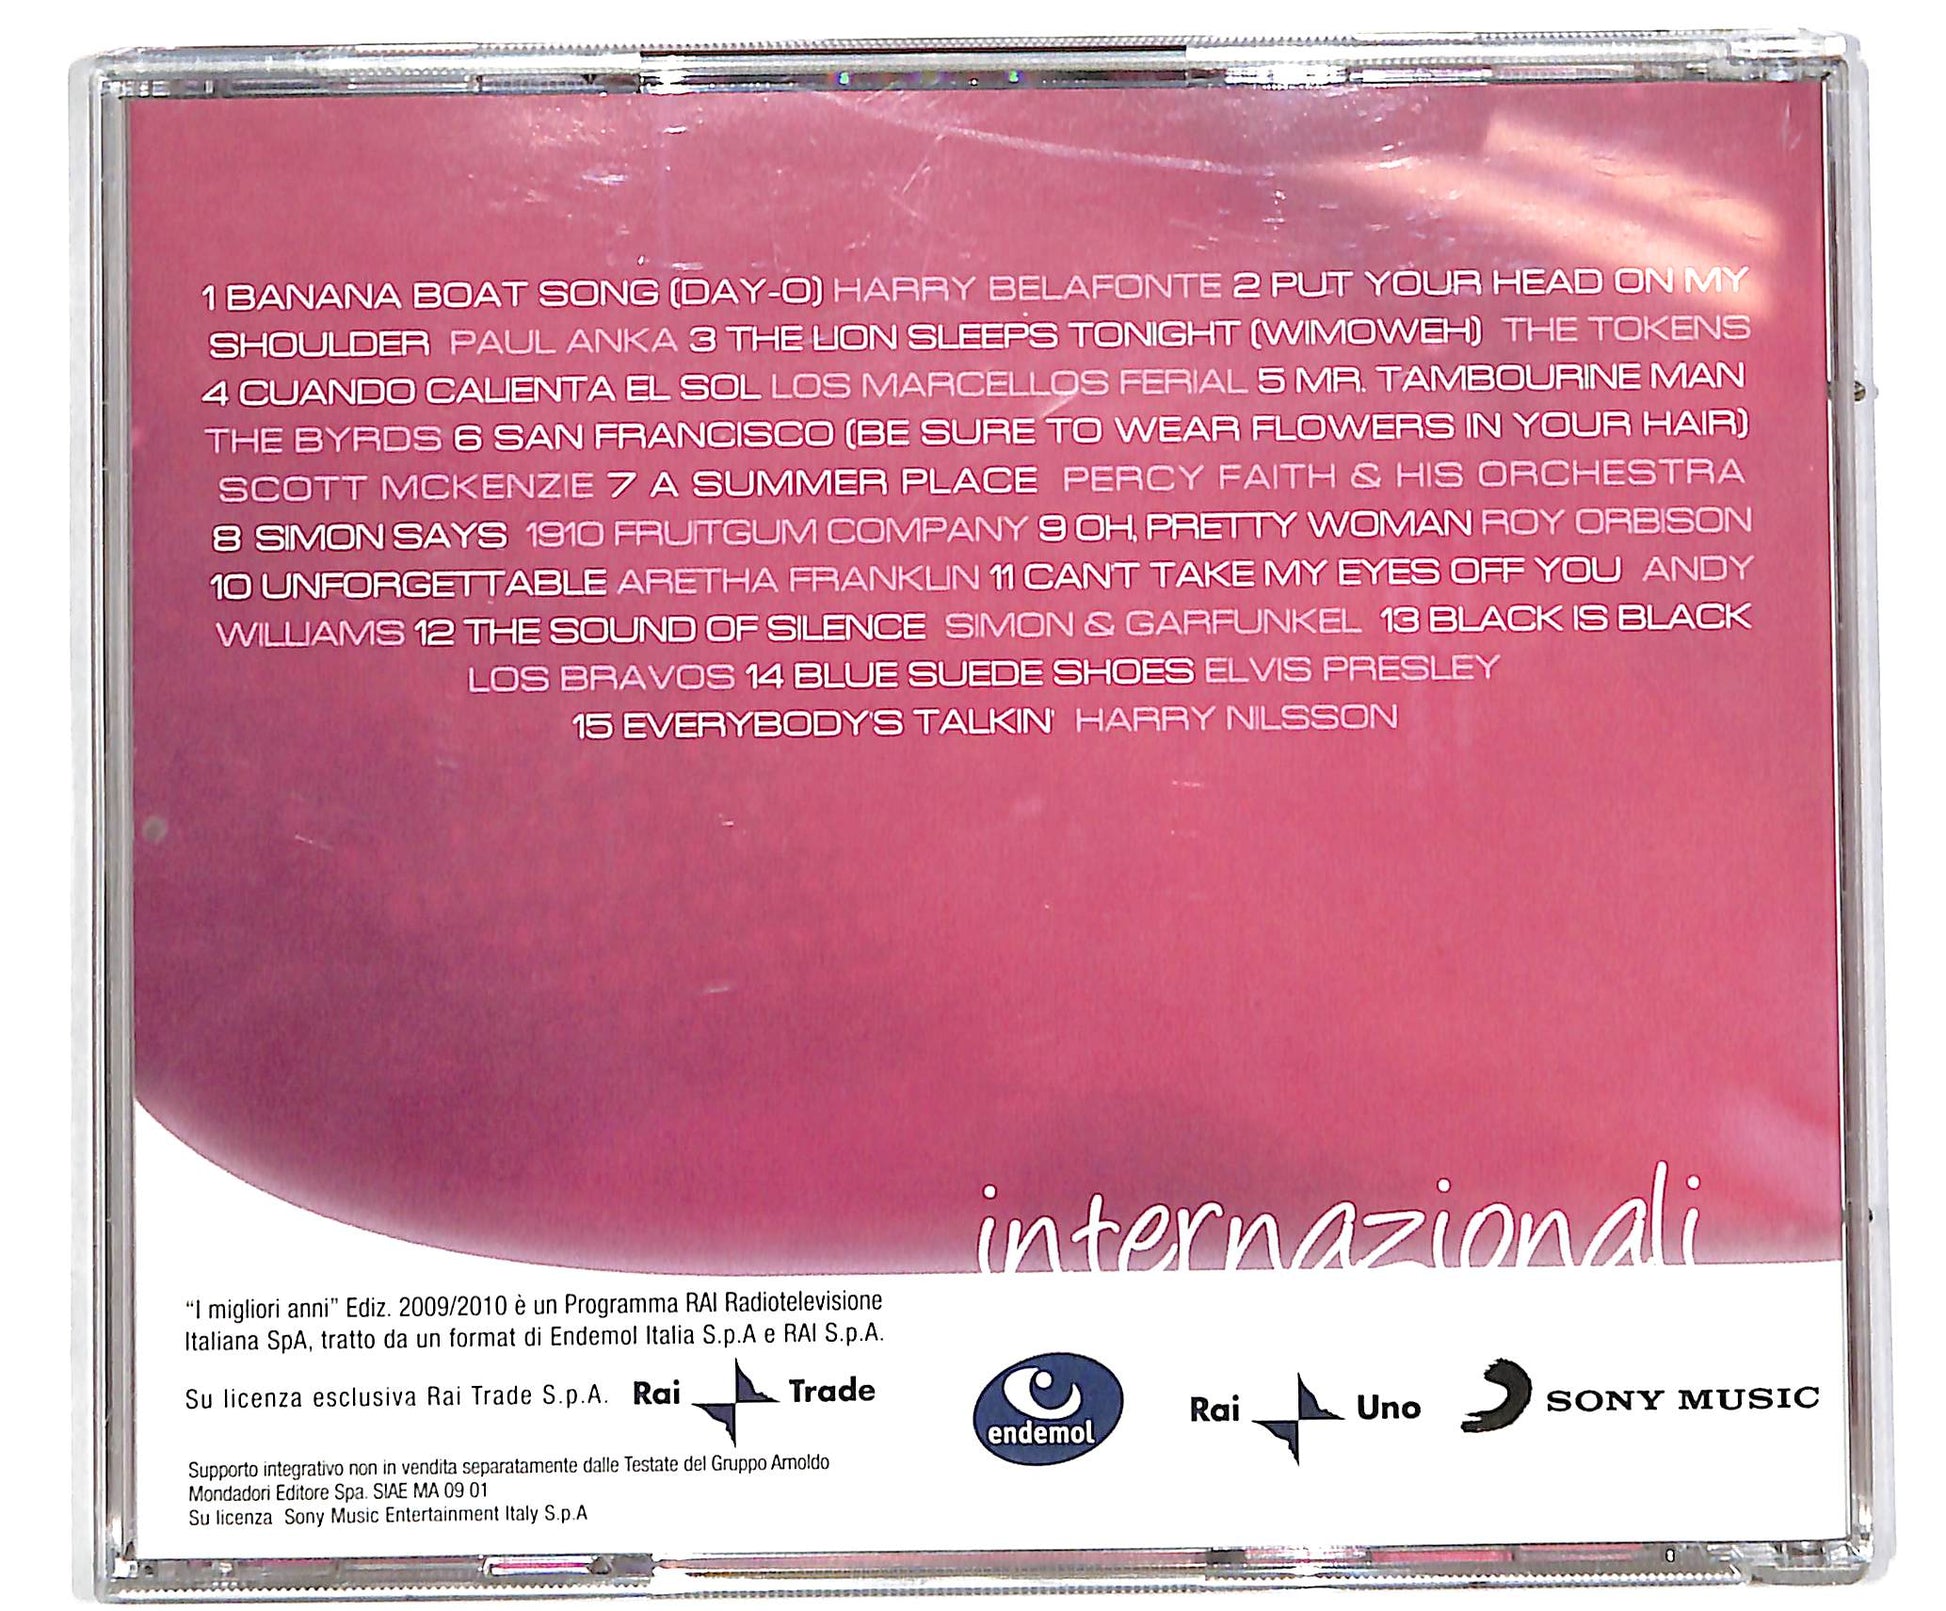 1 BANANA BOAT SONG (DAY-O) HARRY BELAFONTE 2 PUT YOUR HEAD ON MY
SHOULDER PAUL ANKA 3 THE LION SLEEPS TONIGHT (WIMOWEH) THE TOKENS
4 CUANDO CALIENTA EL SOL LOS MARCELLOS FERIAL 5 MR. TAMBOURINE MAN
THE BYRDS 6 SAN FRANCISCO (BE SURE TO WEAR FLOWERS IN YOUR HAIR)
SCOTT MCKENZIE 7 A SUMMER PLACE PERCY FAITH & HIS ORCHESTRA
8 SIMON SAYS 1910 FRUITGUM COMPANY 9 OH, PRETTY WOMAN ROY ORBISON
10 UNFORGETTABLE ARETHA FRANKLIN 11 CAN'T TAKE MY EYES OFF YOU ANDY
WILLIAMS 12 THE SOUND OF SILENCE SIMON & GARFUNKEL 13 BLACK IS BLACK
LOS BRAVOS 14 BLUE SUEDE SHOES ELVIS PRESLEY
15 EVERYBODY'S TALKIN' HARRY NILSSON
internazionali
“I migliori anni” Ediz. 2009/2010 è un Programma RAI Radiotelevisione
Italiana SpA, tratto da un format di Endemol Italia S.p.A e RAI S.p.A.
Su licenza esclusiva Rai Trade S.p.A. Rai Trade
endemol
Rai Uno
SONY MUSIC
Supporto integrativo non in vendita separatamente dalle Testate del Gruppo Arnoldo
Mondadori Editore Spa. SIAE MA 09 01
Su licenza Sony Music Entertainment Italy S.p.A